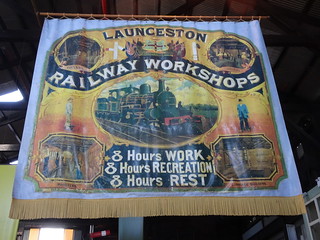 LAUNCESTON
RAILWAY WORKSHOPS
8 Hours WORK
8 Hours RECREATION
8 Hours REST